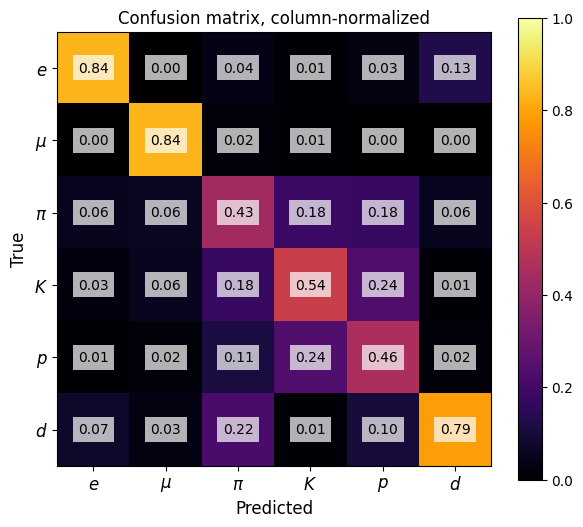 Confusion matrix, column-normalized
True
e 0.84 0.00 0.04 0.01 0.03 0.13
μ 0.00 0.84 0.02 0.01 0.00 0.00
π 0.06 0.06 0.43 0.18 0.18 0.06
K 0.03 0.06 0.18 0.54 0.24 0.01
p 0.01 0.02 0.11 0.24 0.46 0.02
d 0.07 0.03 0.22 0.01 0.10 0.79
e μ π K p d
Predicted
1.0
0.8
0.6
0.4
0.2
0.0